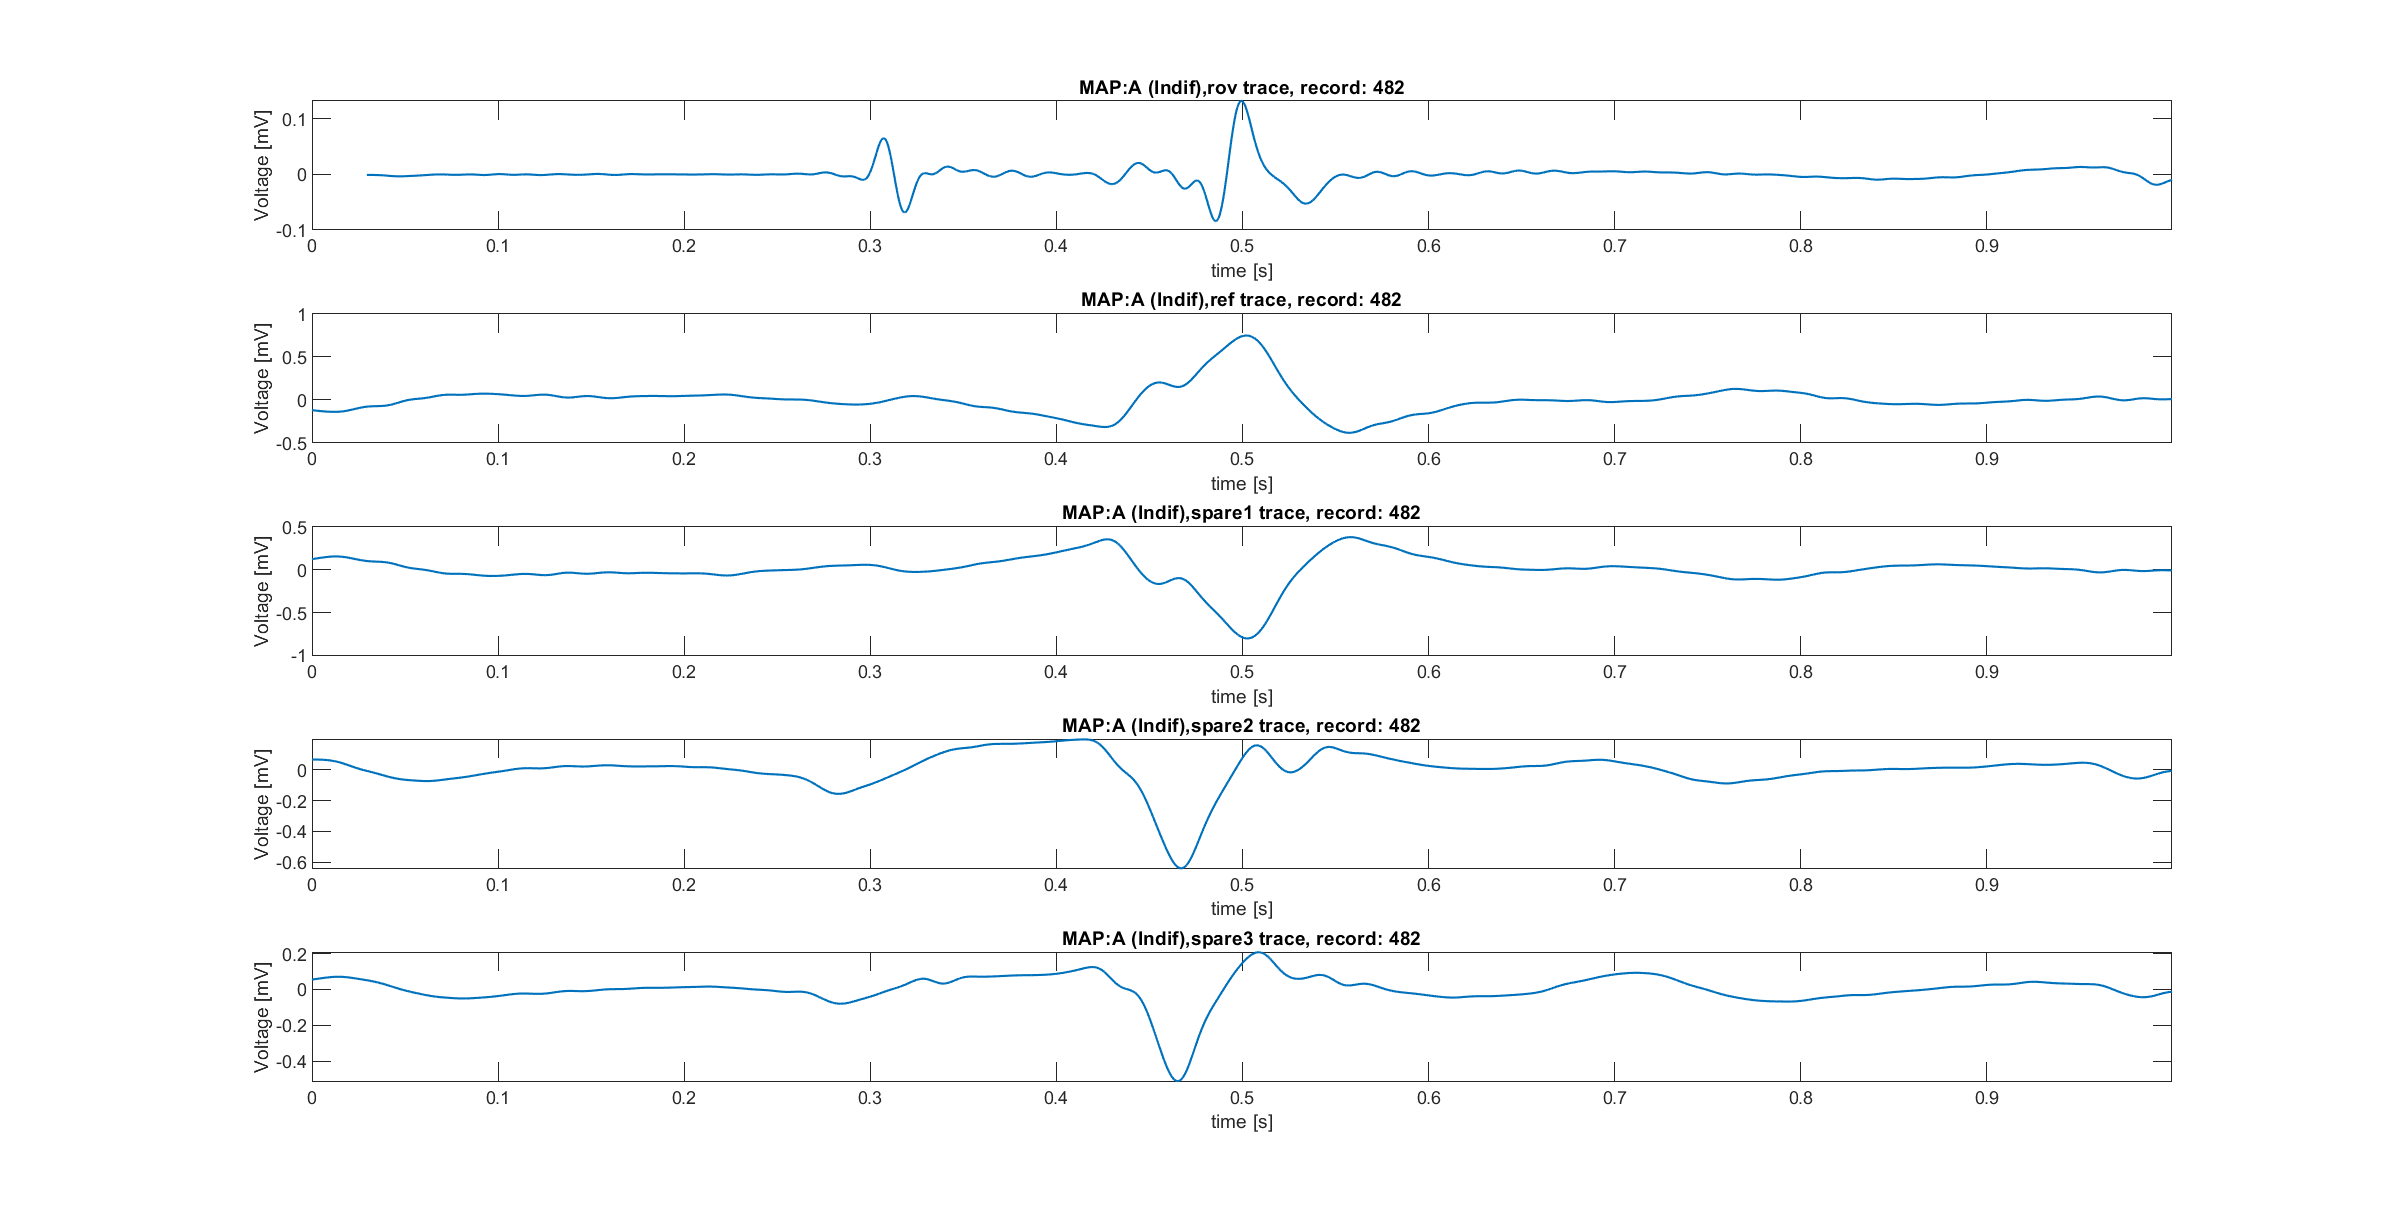 MAP:A (Indif),rov trace, record: 482
Voltage [mV]
0.1
0
-0.1
0 0.1 0.2 0.3 0.4 0.5 0.6 0.7 0.8 0.9
time [s]
MAP:A (Indif),ref trace, record: 482
Voltage [mV]
1
0.5
0
-0.5
0 0.1 0.2 0.3 0.4 0.5 0.6 0.7 0.8 0.9
time [s]
MAP:A (Indif),spare1 trace, record: 482
Voltage [mV]
0.5
0
-0.5
-1
0 0.1 0.2 0.3 0.4 0.5 0.6 0.7 0.8 0.9
time [s]
MAP:A (Indif),spare2 trace, record: 482
Voltage [mV]
0
-0.2
-0.4
-0.6
0 0.1 0.2 0.3 0.4 0.5 0.6 0.7 0.8 0.9
time [s]
MAP:A (Indif),spare3 trace, record: 482
Voltage [mV]
0.2
0
-0.2
-0.4
0 0.1 0.2 0.3 0.4 0.5 0.6 0.7 0.8 0.9
time [s]